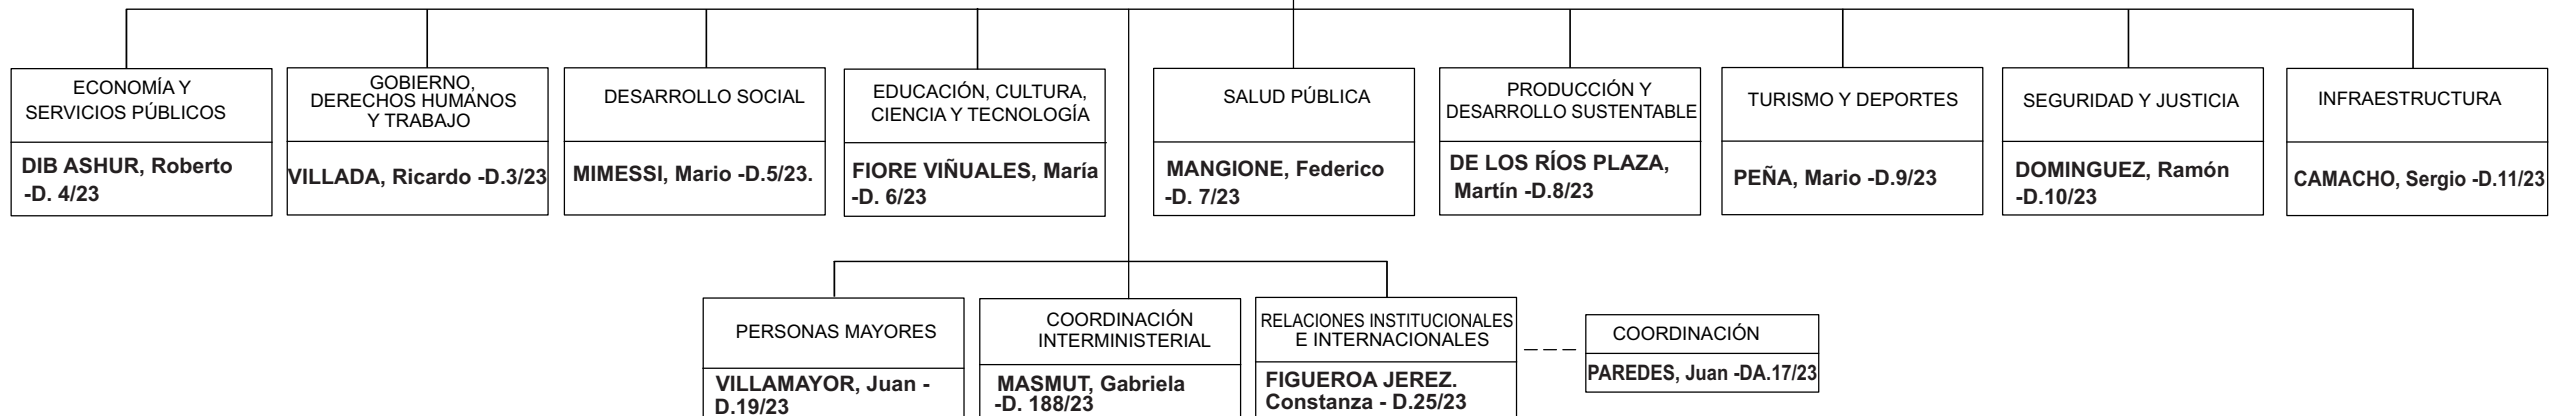 ECONOMÍA Y
SERVICIOS PÚBLICOS
DIB ASHUR, Roberto
-D. 4/23
GOBIERNO,
DERECHOS HUMANOS
Y TRABAJO
VILLADA, Ricardo -D.3/23
DESARROLLO SOCIAL
MIMESSI, Mario -D.5/23.
EDUCACIÓN, CULTURA,
CIENCIA Y TECNOLOGÍA
FIORE VIÑUALES, María
-D. 6/23
SALUD PÚBLICA
MANGIONE, Federico
-D. 7/23
PRODUCCIÓN Y
DESARROLLO SUSTENTABLE
DE LOS RÍOS PLAZA,
Martín -D.8/23
TURISMO Y DEPORTES
PEÑA, Mario -D.9/23
SEGURIDAD Y JUSTICIA
DOMINGUEZ, Ramón
-D.10/23
INFRAESTRUCTURA
CAMACHO, Sergio -D.11/23
PERSONAS MAYORES
VILLAMAYOR, Juan -
D.19/23
COORDINACIÓN
INTERMINISTERIAL
MASMUT, Gabriela
-D. 188/23
RELACIONES INSTITUCIONALES
E INTERNACIONALES
FIGUEROA JEREZ.
Constanza - D.25/23
COORDINACIÓN
PAREDES, Juan -DA.17/23